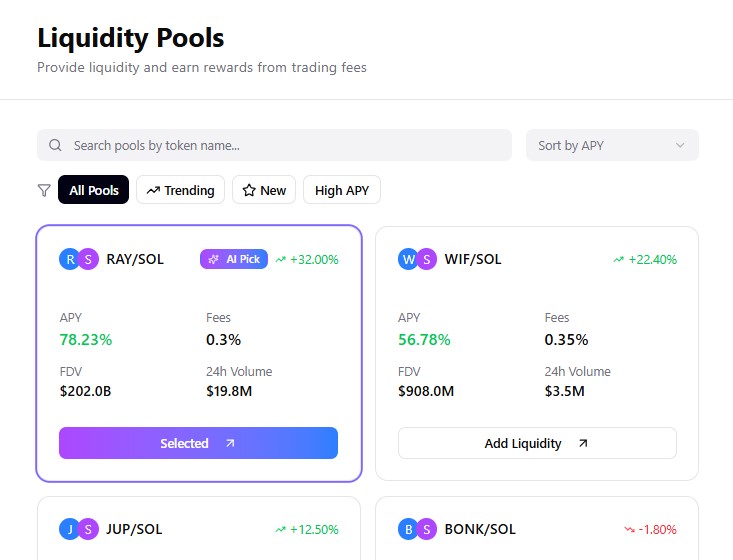 Liquidity Pools
Provide liquidity and earn rewards from trading fees
Search pools by token name...
Sort by APY
All Pools
Trending
New
High APY
R S RAY/SOL AI Pick +32.00%
APY Fees
78.23% 0.3%
FDV 24h Volume
$202.0B $19.8M
Selected
W S WIF/SOL +22.40%
APY Fees
56.78% 0.35%
FDV 24h Volume
$908.0M $3.5M
Add Liquidity
J S JUP/SOL +12.50%
B S BONK/SOL -1.80%